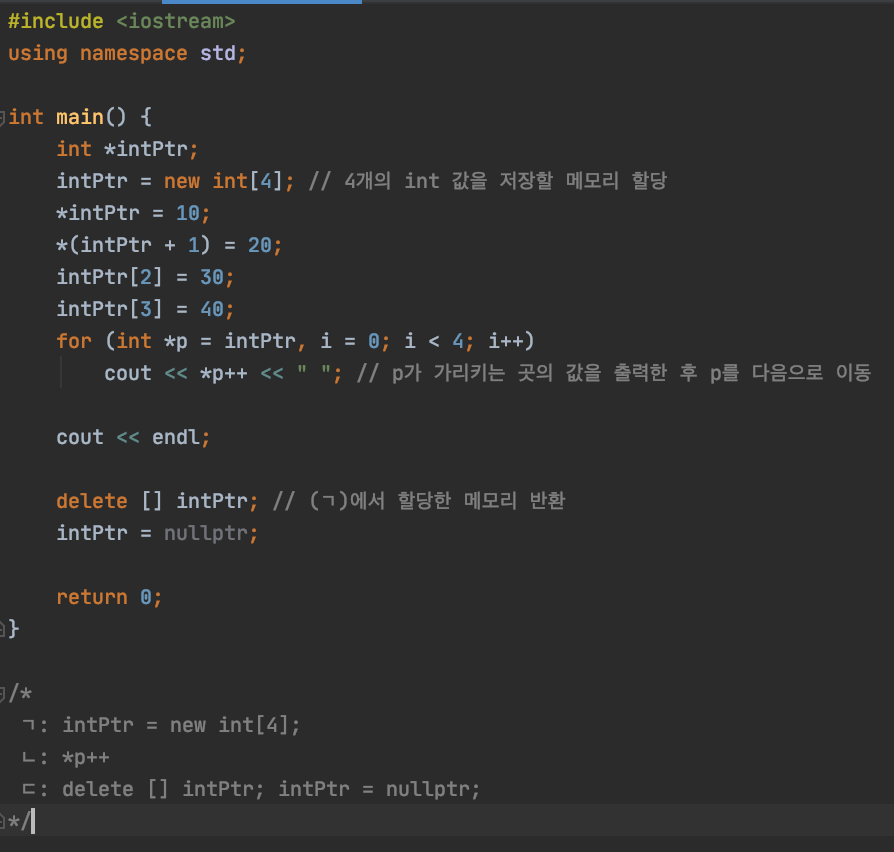 #include <iostream>
using namespace std;
int main() {
int *intPtr;
intPtr = new int[4]; // 4개의 int 값을 저장할 메모리 할당
*intPtr = 10;
*(intPtr + 1) = 20;
intPtr[2] = 30;
intPtr[3] = 40;
for (int *p = intPtr, i = 0; i < 4; i++)
cout << *p++ << " "; // p가 가리키는 곳의 값을 출력한 후 p를 다음으로 이동
cout << endl;
delete [] intPtr; // (ㄱ)에서 할당한 메모리 반환
intPtr = nullptr;
return 0;
}
/*
ㄱ: intPtr = new int[4];
ㄴ: *p++
ㄷ: delete [] intPtr; intPtr = nullptr;
*/